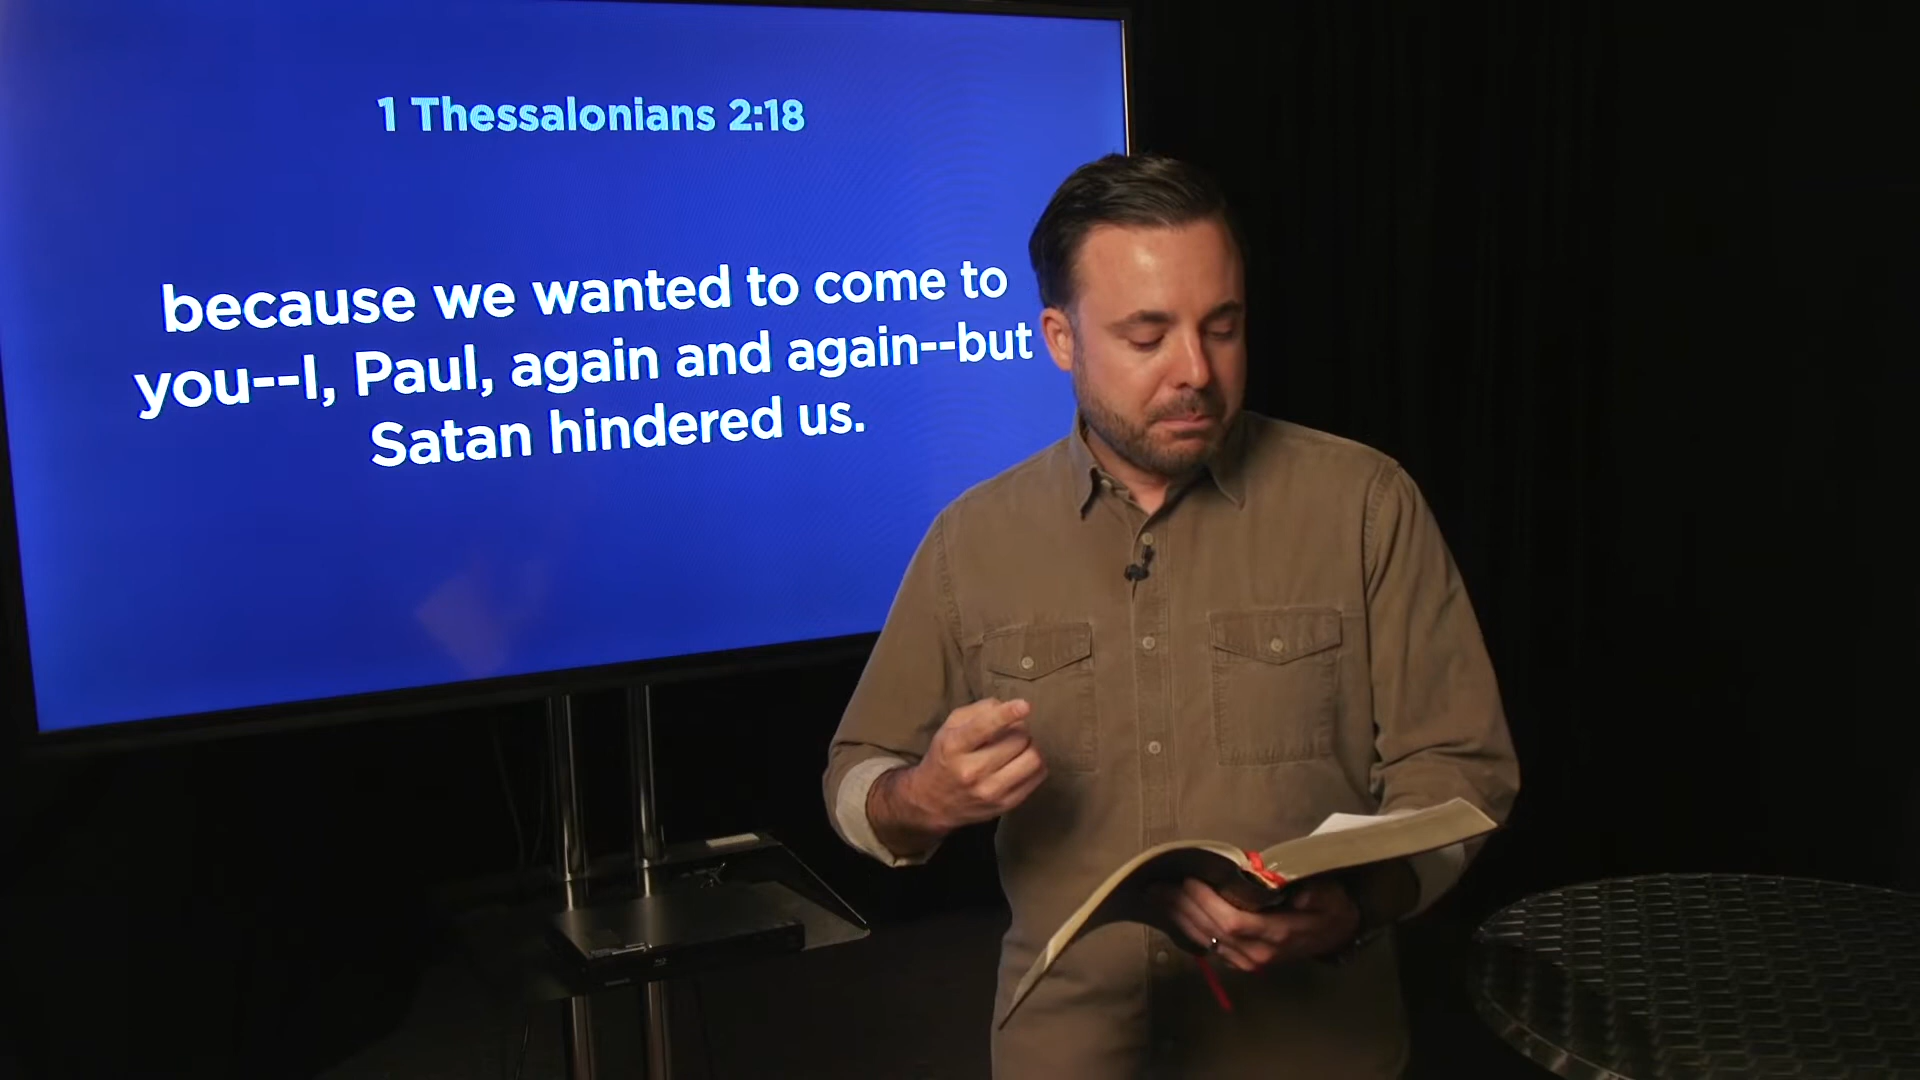 1 Thessalonians 2:18
because we wanted to come to
you--I, Paul, again and again--but
Satan hindered us.